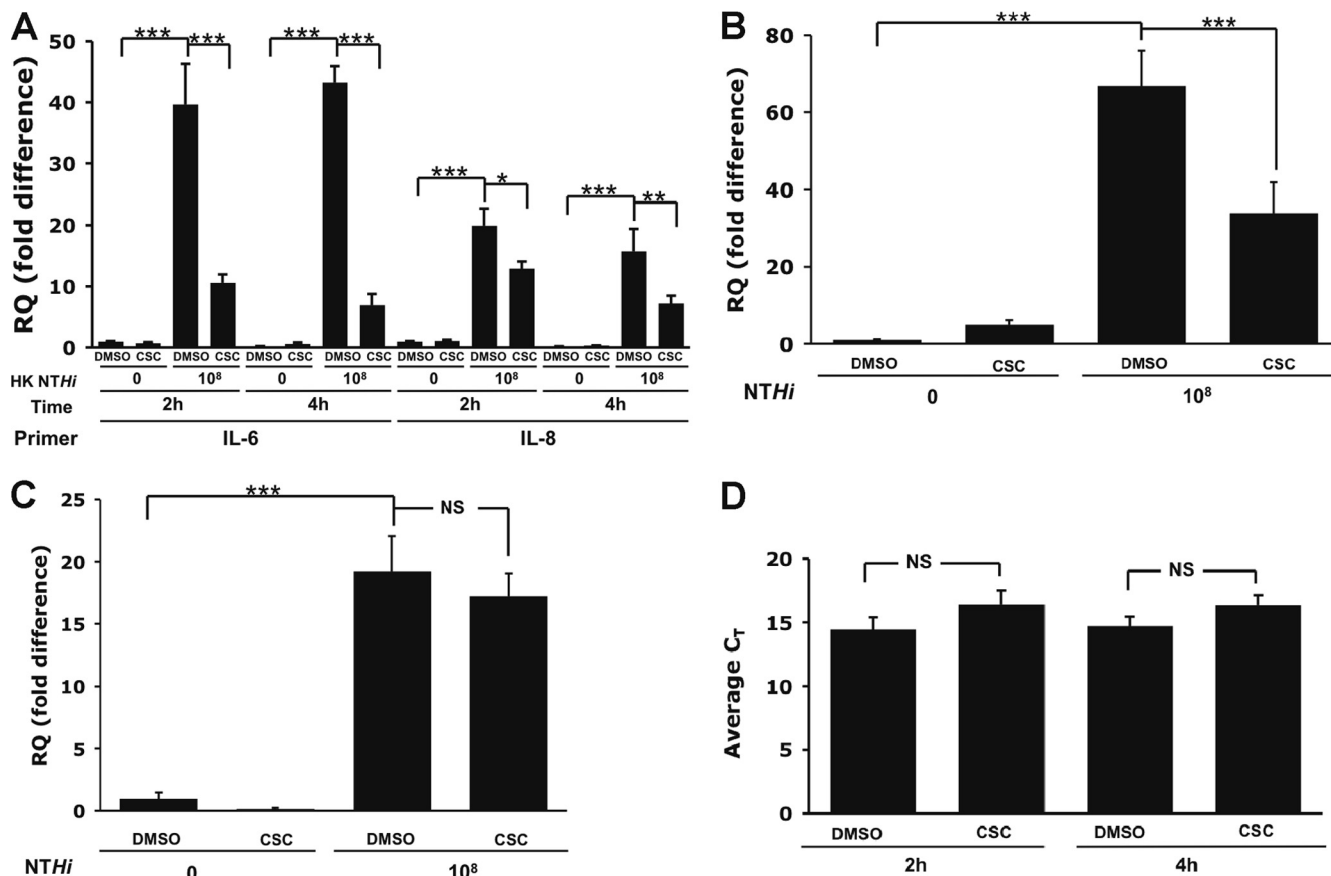 A
RQ (fold difference)
50
40
30
20
10
0
*** *** *** ***
*** * *** **
DMSO CSC DMSO CSC DMSO CSC DMSO CSC DMSO CSC DMSO CSC DMSO CSC DMSO CSC
HK NTHi 0 10⁸ 0 10⁸ 0 10⁸ 0 10⁸
Time 2h 4h 2h 4h
Primer IL-6 IL-8
B
RQ (fold difference)
80
60
40
20
0
*** ***
DMSO CSC DMSO CSC
NTHi 0 10⁸
C
RQ (fold difference)
25
20
15
10
5
0
*** NS
DMSO CSC DMSO CSC
NTHi 0 10⁸
D
Average CT
20
15
10
5
0
NS NS
DMSO CSC DMSO CSC
2h 4h